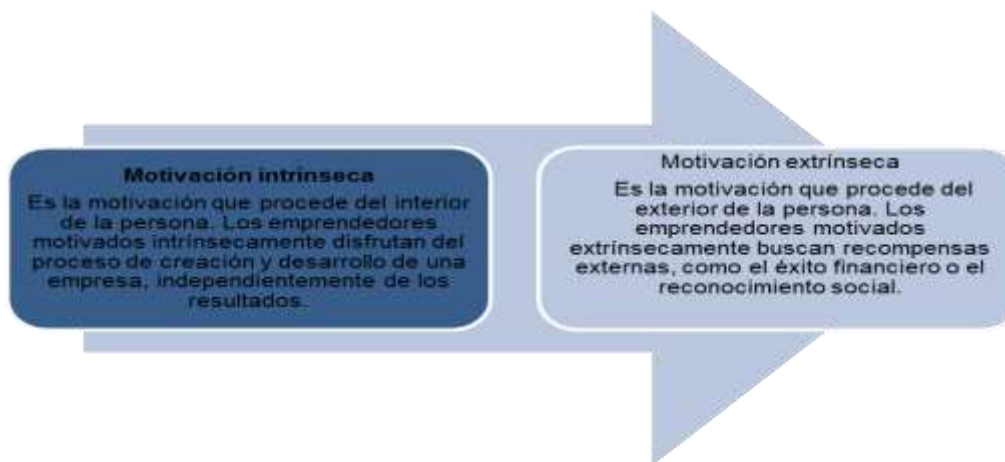 Motivación intrínseca
Es la motivación que procede del interior
de la persona. Los emprendedores
motivados intrínsecamente disfrutan del
proceso de creación y desarrollo de una
empresa, independientemente de los
resultados.
Motivación extrínseca
Es la motivación que procede del
exterior de la persona. Los
emprendedores motivados
extrínsecamente buscan recompensas
externas, como el éxito financiero o el
reconocimiento social.